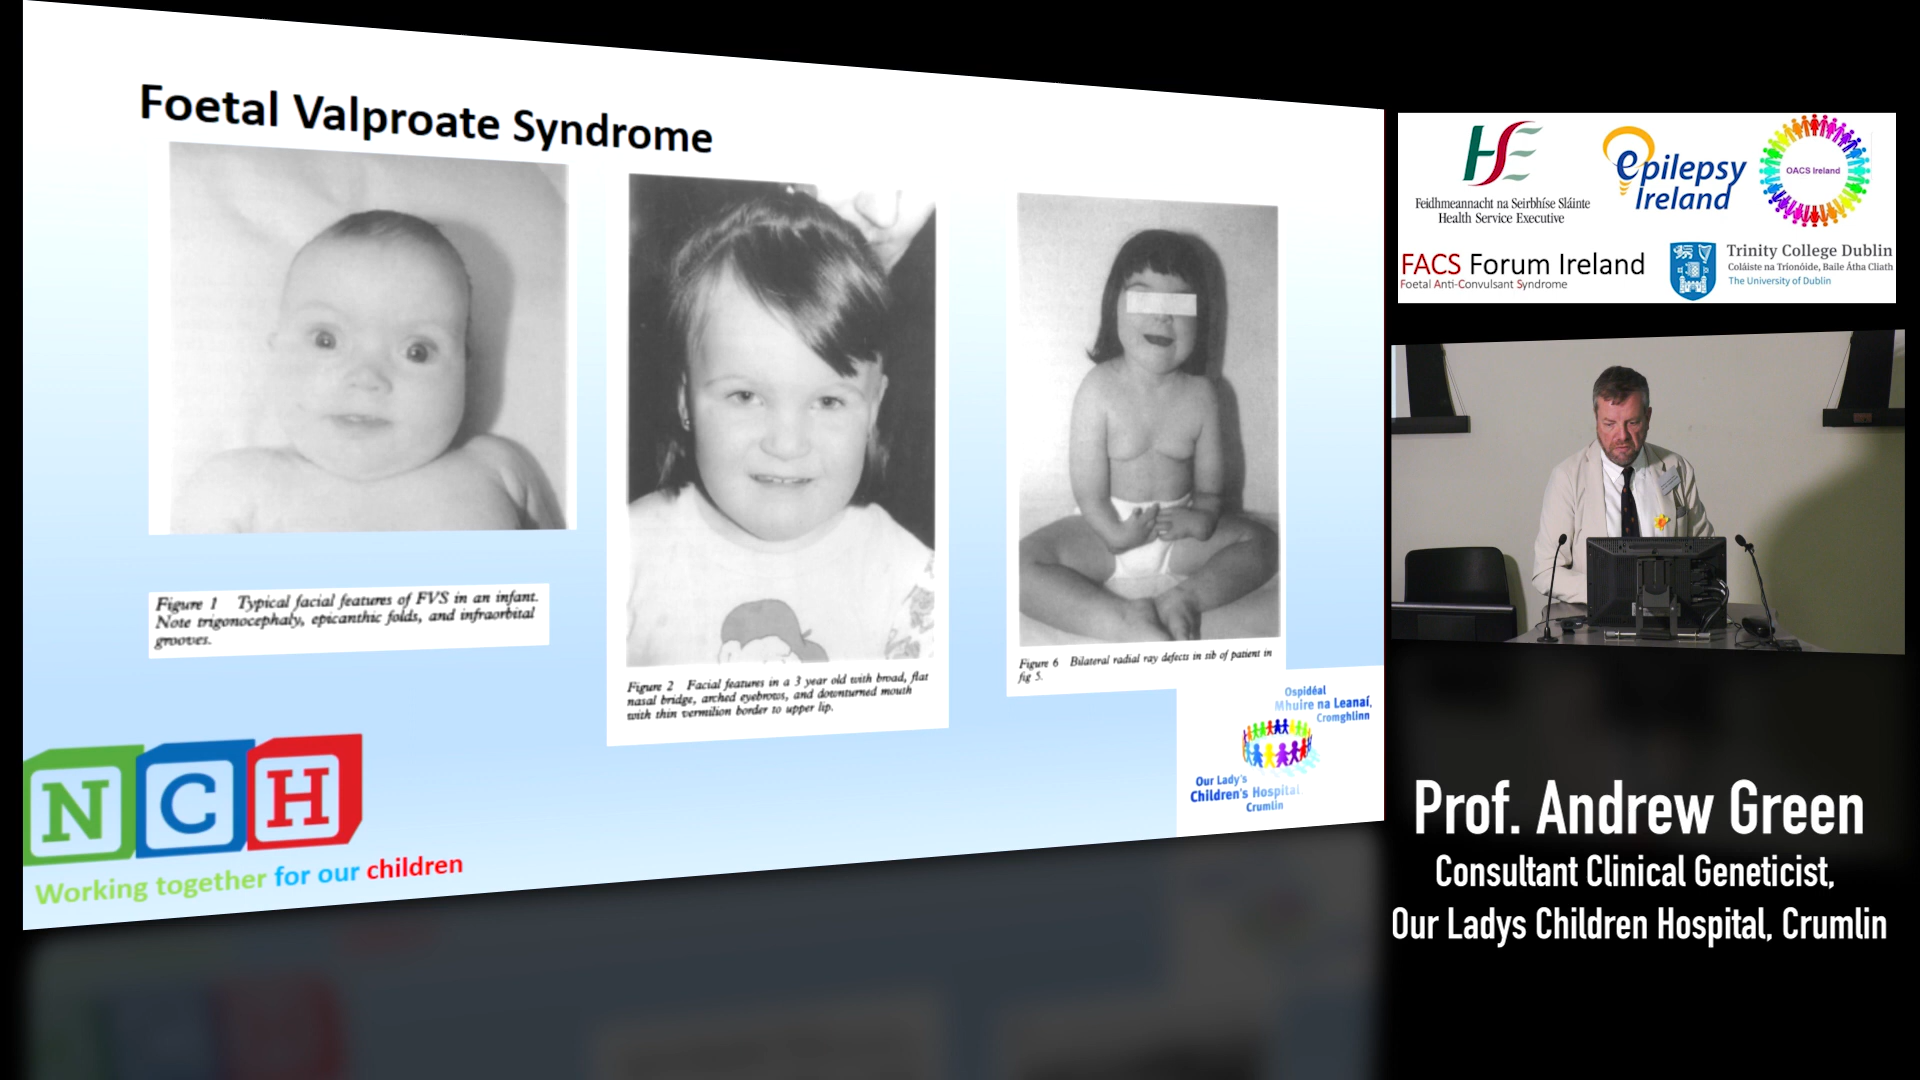 Foetal Valproate Syndrome
Figure 1 Typical facial features of FVS in an infant.
Note trigonocephaly, epicanthic folds, and infraorbital
grooves.
Figure 2 Facial features in a 3 year old with broad, flat
nasal bridge, arched eyebrows, and downturned mouth
with thin vermilion border to upper lip.
Figure 6 Bilateral radial ray defects in sib of patient in
fig 5.
NCH
Working together for our children
Ospidéal
Mhuire na Leanaí,
Cromghlinn
Our Lady's
Children's Hospital
Crumlin
HSE
Feidhmeannacht na Seirbhíse Sláinte
Health Service Executive
epilepsy
Ireland
OACS Ireland
FACS Forum Ireland
Foetal Anti-Convulsant Syndrome
Trinity College Dublin
Coláiste na Tríonóide, Baile Átha Cliath
The University of Dublin
Prof. Andrew Green
Consultant Clinical Geneticist,
Our Ladys Children Hospital, Crumlin